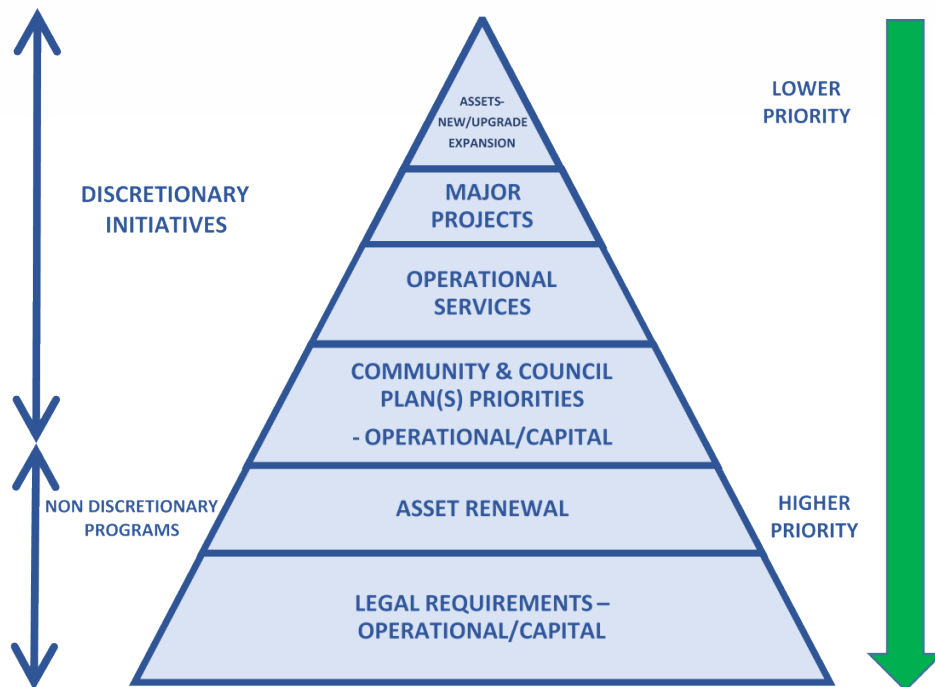 ASSETS-
NEW/UPGRADE
EXPANSION
LOWER
PRIORITY
DISCRETIONARY
INITIATIVES
MAJOR
PROJECTS
OPERATIONAL
SERVICES
COMMUNITY & COUNCIL
PLAN(S) PRIORITIES
- OPERATIONAL/CAPITAL
NON DISCRETIONARY
PROGRAMS
ASSET RENEWAL
HIGHER
PRIORITY
LEGAL REQUIREMENTS –
OPERATIONAL/CAPITAL